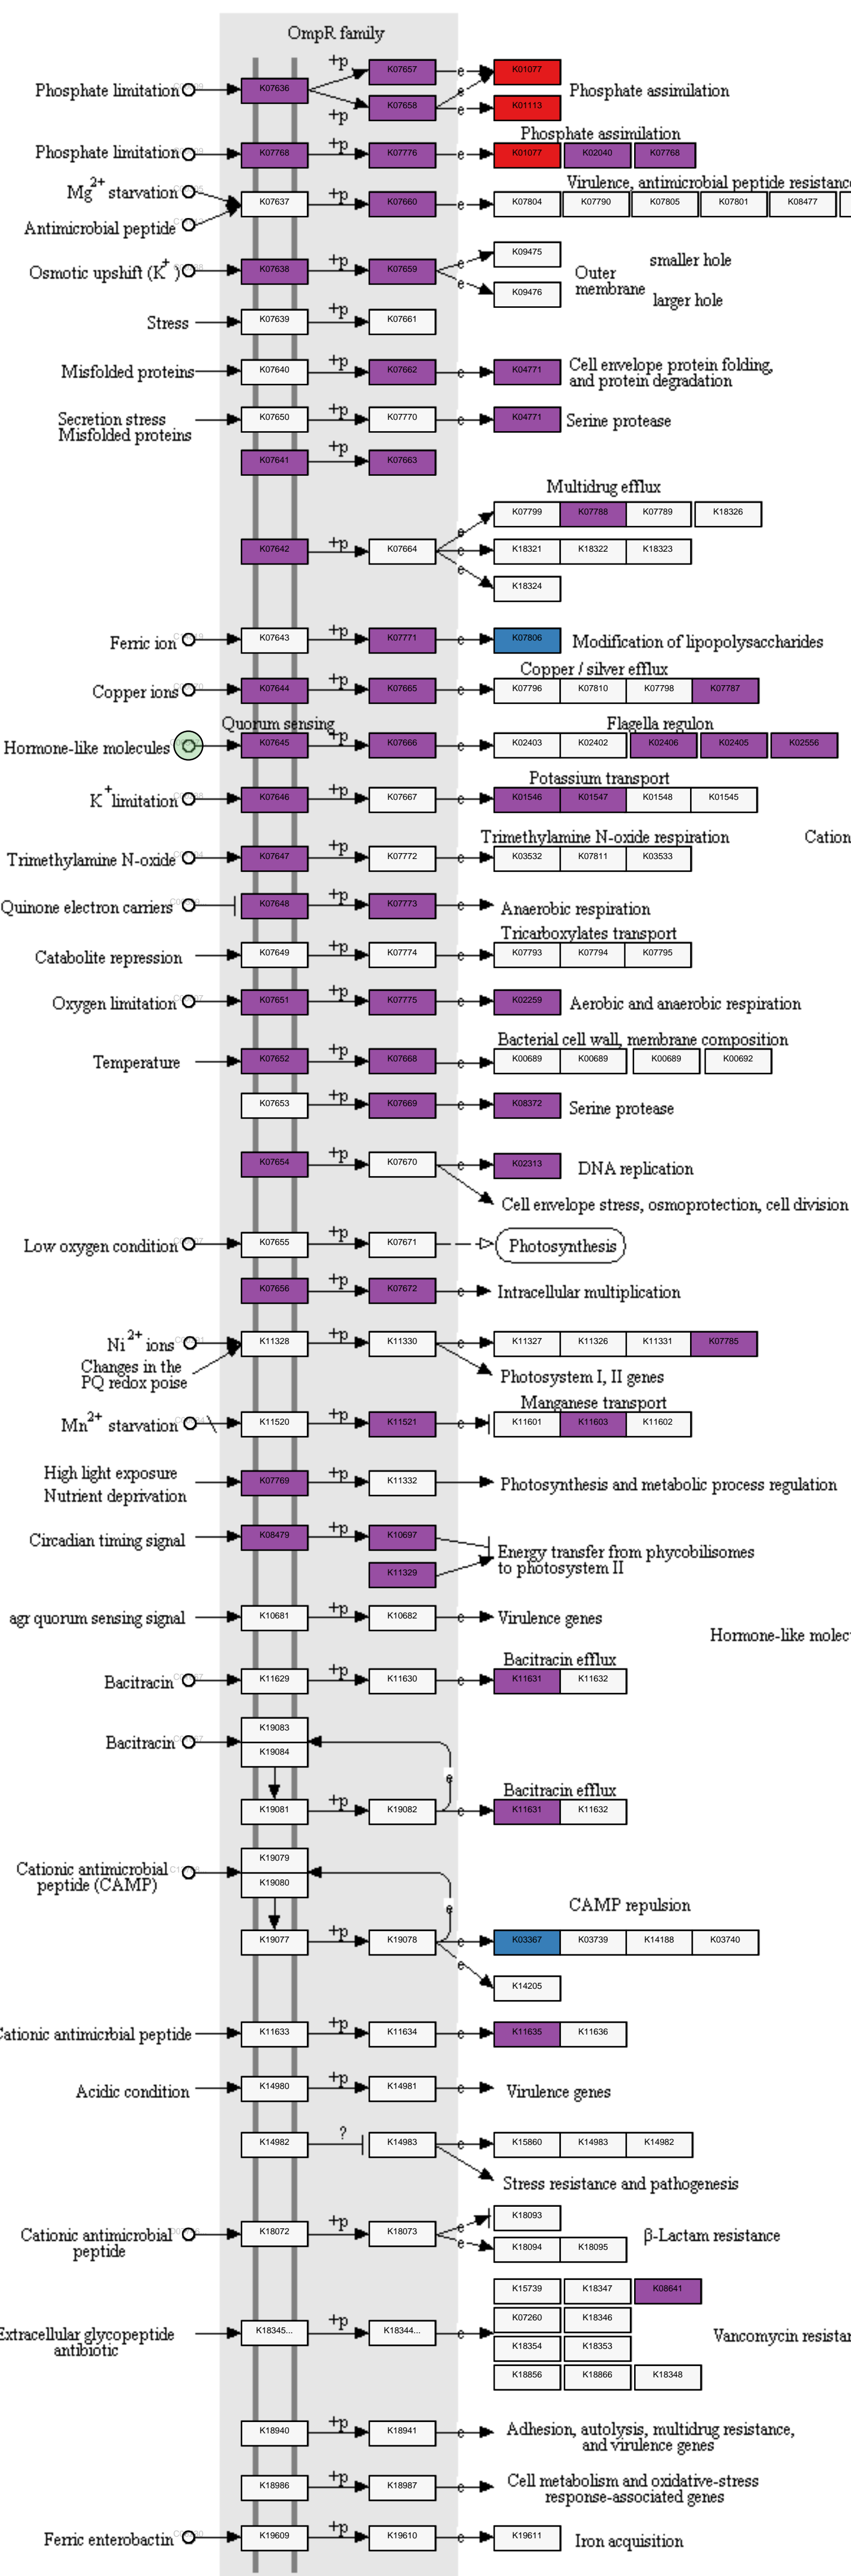 OmpR family
Phosphate limitation
K07636
+p
+p
K07657
K07658
e
e
e
K01077
K01113
Phosphate assimilation
Phosphate assimilation
Phosphate limitation
K07768
+p
K07776
e
K01077
K02040
K07768
Mg2+ starvation
Antimicrobial peptide
K07637
+p
K07660
e
Virulence, antimicrobial peptide resistance
K07804
K07790
K07805
K07801
K08477
Osmotic upshift (K+)
K07638
+p
K07659
e
e
K09475
K09476
Outer
membrane
smaller hole
larger hole
Stress
K07639
+p
K07661
Misfolded proteins
K07640
+p
K07662
e
K04771
Cell envelope protein folding,
and protein degradation
Secretion stress
Misfolded proteins
K07650
+p
K07770
e
K04771
Serine protease
K07641
+p
K07663
Multidrug efflux
K07642
+p
K07664
e
e
e
K07799
K07788
K07789
K18326
K18321
K18322
K18323
K18324
Ferric ion
K07643
+p
K07771
e
K07806
Modification of lipopolysaccharides
Copper ions
K07644
+p
K07665
e
Copper / silver efflux
K07796
K07810
K07798
K07787
Quorum sensing
Hormone-like molecules
K07645
+p
K07666
e
Flagella regulon
K02403
K02402
K02406
K02405
K02556
K+ limitation
K07646
+p
K07667
e
Potassium transport
K01546
K01547
K01548
K01545
Trimethylamine N-oxide
K07647
+p
K07772
e
Trimethylamine N-oxide respiration
K03532
K07811
K03533
Cation
Quinone electron carriers
K07648
+p
K07773
e
Anaerobic respiration
Catabolite repression
K07649
+p
K07774
e
Tricarboxylates transport
K07793
K07794
K07795
Oxygen limitation
K07651
+p
K07775
e
K02259
Aerobic and anaerobic respiration
Temperature
K07652
+p
K07668
e
Bacterial cell wall, membrane composition
K00689
K00689
K00689
K00692
K07653
+p
K07669
e
K08372
Serine protease
K07654
+p
K07670
e
K02313
DNA replication
Cell envelope stress, osmoprotection, cell division
Low oxygen condition
K07655
+p
K07671
Photosynthesis
K07656
+p
K07672
e
Intracellular multiplication
Ni2+ ions
Changes in the
PQ redox poise
K11328
+p
K11330
e
K11327
K11326
K11331
K07785
Photosystem I, II genes
Mn2+ starvation
K11520
+p
K11521
e
Manganese transport
K11601
K11603
K11602
High light exposure
Nutrient deprivation
K07769
+p
K11332
Photosynthesis and metabolic process regulation
Circadian timing signal
K08479
+p
K10697
K11329
Energy transfer from phycobilisomes
to photosystem II
agr quorum sensing signal
K10681
+p
K10682
e
Virulence genes
Hormone-like molec
Bacitracin
K11629
+p
K11630
e
Bacitracin efflux
K11631
K11632
Bacitracin
K19083
K19084
e
K19081
+p
K19082
e
Bacitracin efflux
K11631
K11632
Cationic antimicrobial
peptide (CAMP)
K19079
K19080
e
CAMP repulsion
K19077
+p
K19078
e
e
K03367
K03739
K14188
K03740
K14205
Cationic antimicrbial peptide
K11633
+p
K11634
e
K11635
K11636
Acidic condition
K14980
+p
K14981
e
Virulence genes
K14982
?
K14983
e
K15860
K14983
K14982
Stress resistance and pathogenesis
Cationic antimicrobial
peptide
K18072
+p
K18073
e
e
K18093
K18094
K18095
β-Lactam resistance
Extracellular glycopeptide
antibiotic
K18345...
+p
K18344...
e
K15739
K18347
K08641
K07260
K18346
K18354
K18353
K18856
K18866
K18348
Vancomycin resistan
K18940
+p
K18941
e
Adhesion, autolysis, multidrug resistance,
and virulence genes
K18986
+p
K18987
e
Cell metabolism and oxidative-stress
response-associated genes
Ferric enterobactin
K19609
+p
K19610
e
K19611
Iron acquisition